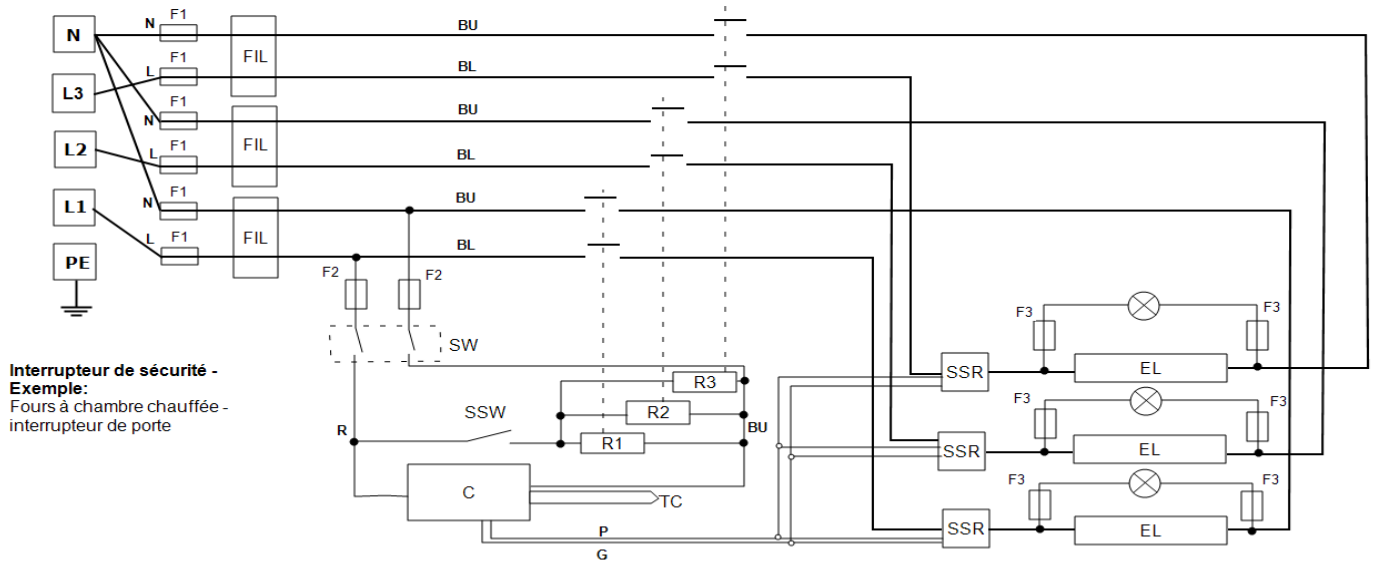 N
N F1
FIL
BU
L3
L F1
BL
N F1
FIL
BU
L2
L F1
BL
L1
N F1
FIL
BU
L F1
BL
PE
F2
F2
SW
Interrupteur de sécurité -
Exemple:
Fours à chambre chauffée -
interrupteur de porte
F3
F3
SSR
EL
R3
SSW
R2
R
R1
BU
F3
F3
SSR
EL
C
TC
F3
F3
SSR
EL
P
G